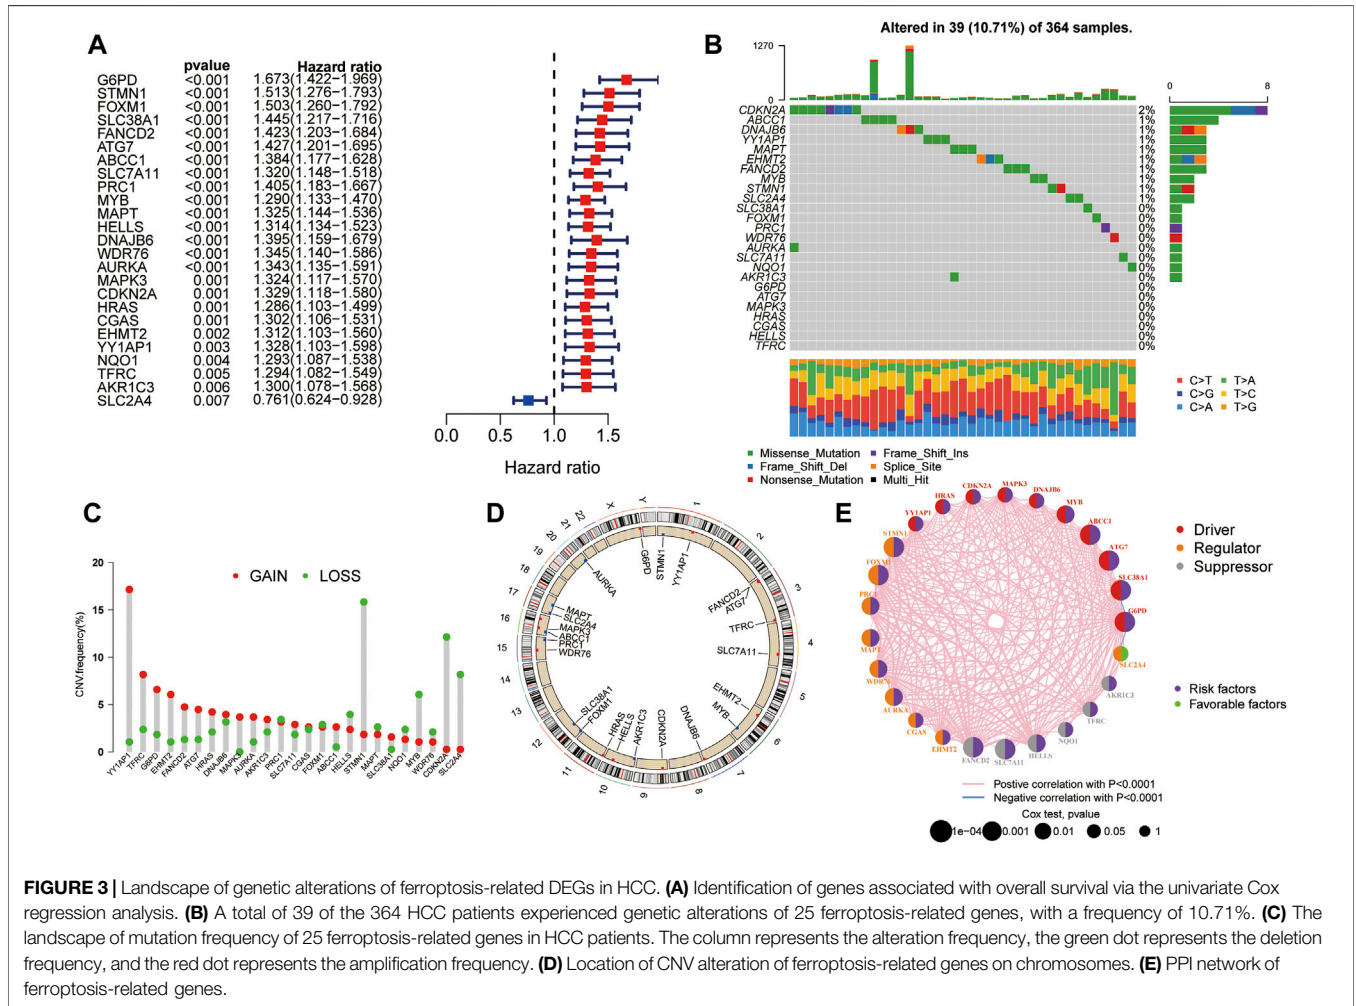 A
pvalue Hazard ratio
G6PD <0.001 1.673(1.422−1.969)
STMN1 <0.001 1.513(1.276−1.793)
FOXM1 <0.001 1.503(1.260−1.792)
SLC38A1 <0.001 1.445(1.217−1.716)
FANCD2 <0.001 1.423(1.203−1.684)
ATG7 <0.001 1.427(1.201−1.695)
ABCC1 <0.001 1.384(1.177−1.628)
SLC7A11 <0.001 1.320(1.148−1.518)
PRC1 <0.001 1.405(1.183−1.667)
MYB <0.001 1.290(1.133−1.470)
MAPT <0.001 1.325(1.144−1.536)
HELLS <0.001 1.314(1.134−1.523)
DNAJB6 <0.001 1.395(1.159−1.679)
WDR76 <0.001 1.345(1.140−1.586)
AURKA <0.001 1.343(1.135−1.591)
MAPK3 0.001 1.324(1.117−1.570)
CDKN2A 0.001 1.329(1.118−1.580)
HRAS 0.001 1.286(1.103−1.499)
CGAS 0.001 1.302(1.106−1.531)
EHMT2 0.002 1.312(1.103−1.560)
YY1AP1 0.003 1.328(1.103−1.598)
NQO1 0.004 1.293(1.087−1.538)
TFRC 0.005 1.294(1.082−1.549)
AKR1C3 0.006 1.300(1.078−1.568)
SLC2A4 0.007 0.761(0.624−0.928)
0.0 0.5 1.0 1.5
Hazard ratio
B
Altered in 39 (10.71%) of 364 samples.
1270
0
0 8
CDKN2A 2%
ABCC1 1%
DNAJB6 1%
YY1AP1 1%
MAPT 1%
EHMT2 1%
FANCD2 1%
MYB 1%
STMN1 1%
SLC2A4 1%
SLC38A1 0%
FOXM1 0%
PRC1 0%
WDR76 0%
AURKA 0%
SLC7A11 0%
NQO1 0%
AKR1C3 0%
G6PD 0%
ATG7 0%
MAPK3 0%
HRAS 0%
CGAS 0%
HELLS 0%
TFRC 0%
C>T T>A
C>G T>C
C>A T>G
Missense_Mutation Frame_Shift_Ins
Frame_Shift_Del Splice_Site
Nonsense_Mutation Multi_Hit
C
GAIN LOSS
CNV.frequency(%)
20
15
10
5
0
YY1AP1 TFRC G6PD EHMT2 FANCD2 ATG7 HRAS DNAJB6 MAPK3 AURKA AKR1C3 PRC1 SLC7A11 CGAS FOXM1 ABCC1 HELLS STMN1 MAPT SLC38A1 NQO1 MYB WDR76 CDKN2A SLC2A4
D
1 2 3 4 5 6 7 8 9 10 11 12 13 14 15 16 17 18 19 20 21 22 X Y
G6PD
STMN1
YY1AP1
FANCD2
ATG7
TFRC
SLC7A11
EHMT2
MYB
DNAJB6
CDKN2A
AKR1C3
HELLS
HRAS
FOXM1
SLC38A1
WDR76
PRC1
ABCC1
MAPK3
SLC2A4
MAPT
AURKA
E
MAPK3
DNAJB6
MYB
ABCC1
ATG7
SLC38A1
G6PD
SLC2A4
AKR1C3
TFRC
NQO1
HELLS
SLC7A11
FANCD2
EHMT2
CGAS
AURKA
WDR76
MAPT
PRC1
FOXM1
STMN1
YY1AP1
HRAS
CDKN2A
Driver
Regulator
Suppressor
Risk factors
Favorable factors
Postive correlation with P<0.0001
Negative correlation with P<0.0001
Cox test, pvalue
1e−04 0.001 0.01 0.05 1
FIGURE 3 | Landscape of genetic alterations of ferroptosis-related DEGs in HCC. (A) Identification of genes associated with overall survival via the univariate Cox
regression analysis. (B) A total of 39 of the 364 HCC patients experienced genetic alterations of 25 ferroptosis-related genes, with a frequency of 10.71%. (C) The
landscape of mutation frequency of 25 ferroptosis-related genes in HCC patients. The column represents the alteration frequency, the green dot represents the deletion
frequency, and the red dot represents the amplification frequency. (D) Location of CNV alteration of ferroptosis-related genes on chromosomes. (E) PPI network of
ferroptosis-related genes.